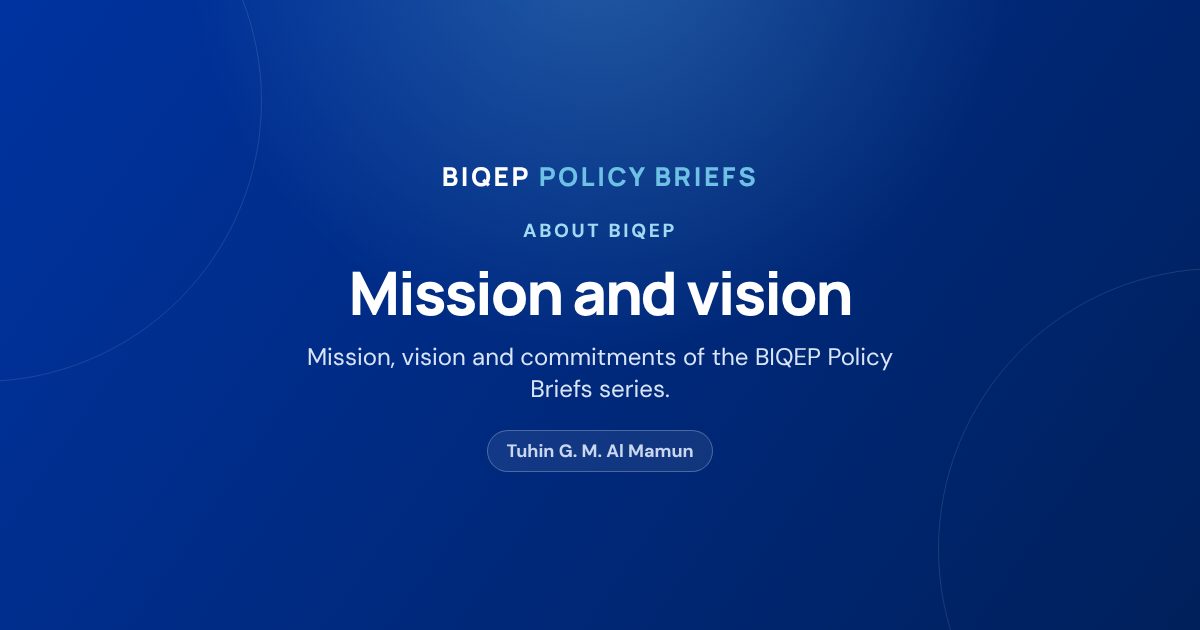 BIQEP POLICY BRIEFS
ABOUT BIQEP
Mission and vision
Mission, vision and commitments of the BIQEP Policy
Briefs series.
Tuhin G. M. Al Mamun